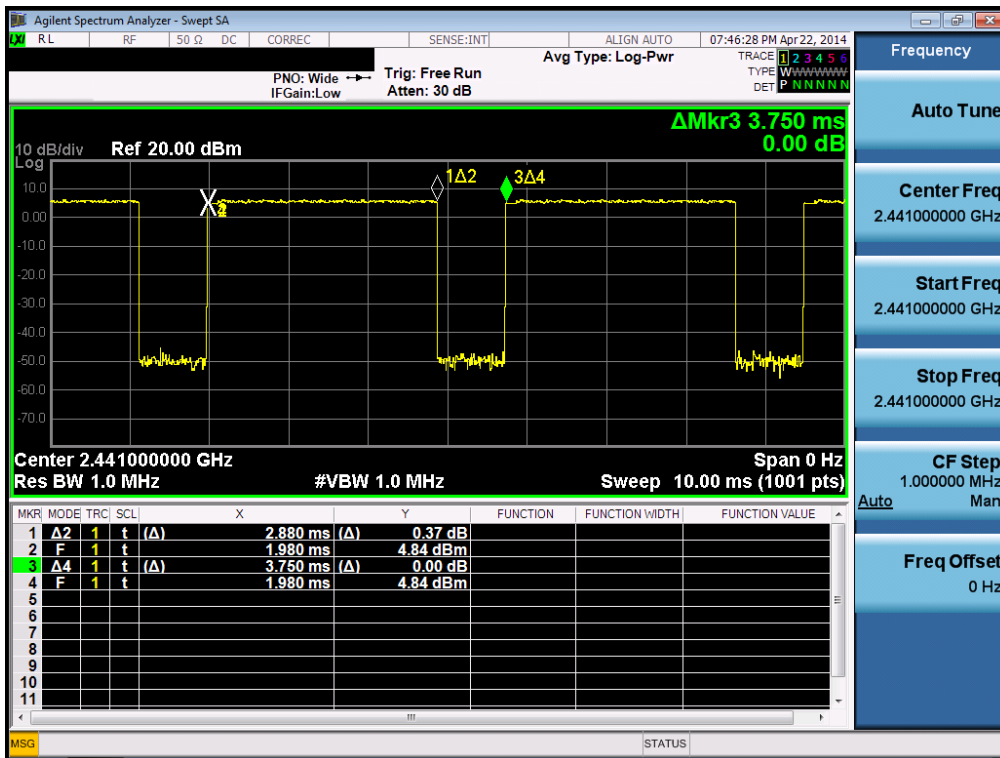 Agilent Spectrum Analyzer - Swept SA
LXI RL RF 50 Ω DC CORREC SENSE:INT ALIGN AUTO 07:46:28 PM Apr 22, 2014
Frequency
Avg Type: Log-Pwr
TRACE 1 2 3 4 5 6
PNO: Wide Trig: Free Run
TYPE W
IFGain:Low Atten: 30 dB
DET P N N N N N
Auto Tune
ΔMkr3 3.750 ms
0.00 dB
10 dB/div Ref 20.00 dBm
Log
1Δ2 3Δ4
10.0
0.00
-10.0
-20.0
-30.0
-40.0
-50.0
-60.0
-70.0
Center 2.441000000 GHz Span 0 Hz
Res BW 1.0 MHz #VBW 1.0 MHz Sweep 10.00 ms (1001 pts)
Center Freq
2.441000000 GHz
Start Freq
2.441000000 GHz
Stop Freq
2.441000000 GHz
CF Step
1.000000 MHz
Auto Man
Freq Offset
0 Hz
MKR MODE TRC SCL X Y FUNCTION FUNCTION WIDTH FUNCTION VALUE
1 Δ2 1 t (Δ) 2.880 ms (Δ) 0.37 dB
2 F 1 t 1.980 ms 4.84 dBm
3 Δ4 1 t (Δ) 3.750 ms (Δ) 0.00 dB
4 F 1 t 1.980 ms 4.84 dBm
5
6
7
8
9
10
11
MSG STATUS